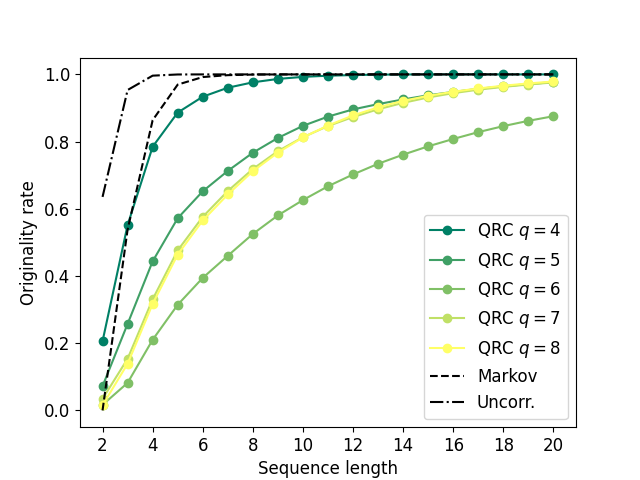 1.0
0.8
0.6
0.4
0.2
0.0
Originality rate
QRC q = 4
QRC q = 5
QRC q = 6
QRC q = 7
QRC q = 8
Markov
Uncorr.
2 4 6 8 10 12 14 16 18 20
Sequence length